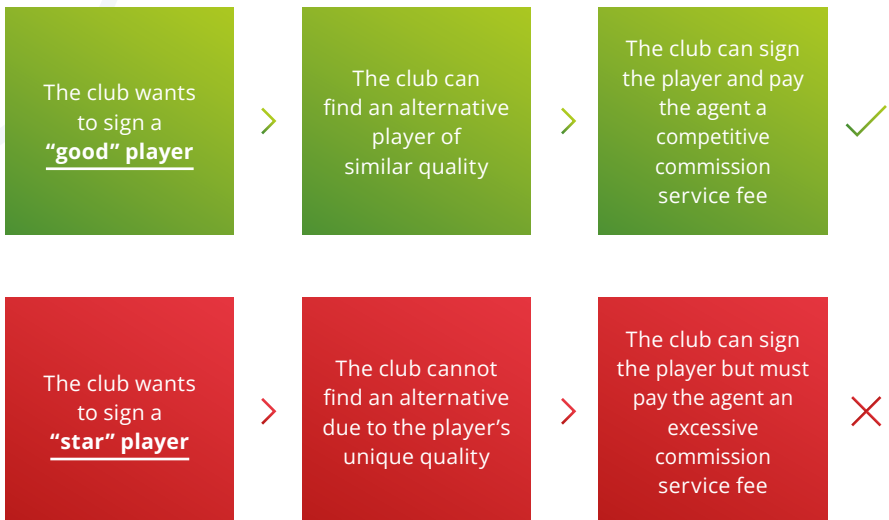 The club wants
to sign a
“good” player
The club can
find an alternative
player of
similar quality
The club can sign
the player and pay
the agent a
competitive
commission
service fee
The club wants
to sign a
“star” player
The club cannot
find an alternative
due to the player’s
unique quality
The club can sign
the player but must
pay the agent an
excessive
commission
service fee